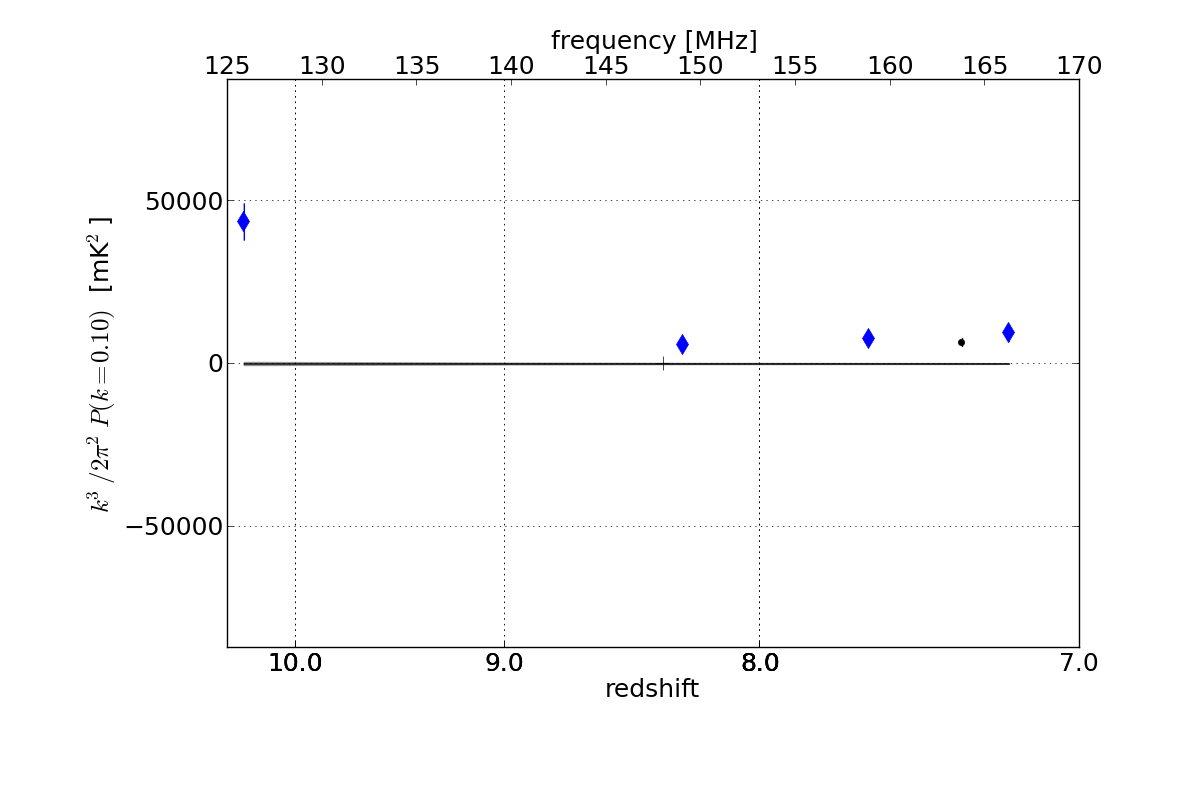 frequency [MHz]
125 130 135 140 145 150 155 160 165 170
k³ /2π² P(k=0.10) [mK² ]
50000
0
−50000
10.0 9.0 8.0 7.0
redshift